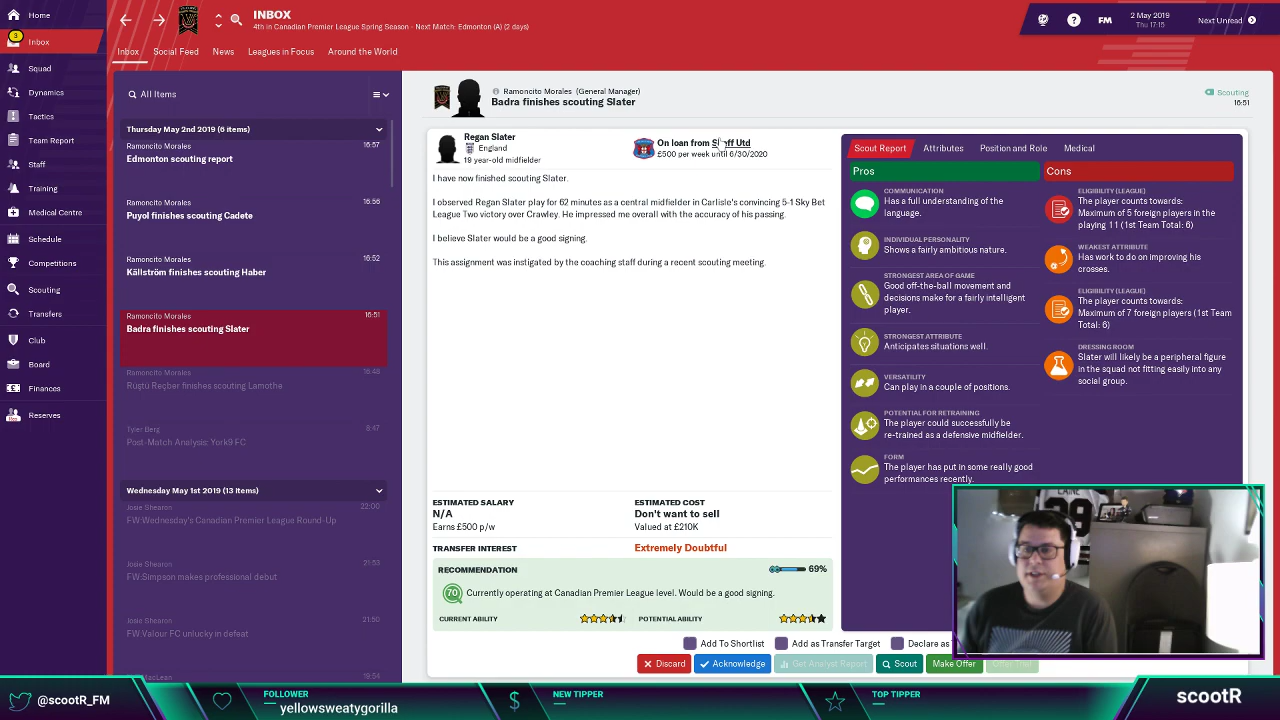 Home
3
Inbox
Squad
Dynamics
Tactics
Team Report
Staff
Training
Medical Centre
Schedule
Competitions
Scouting
Transfers
Club
Board
Finances
Reserves
INBOX
4th in Canadian Premier League Spring Season - Next Match: Edmonton (A) (2 days)
?
FM
2 May 2019
Thu 17:15
Next Unread
Inbox
Social Feed
News
Leagues in Focus
Around the World
All Items
Thursday May 2nd 2019 (6 items)
Ramoncito Morales 16:57
Edmonton scouting report
Ramoncito Morales 16:56
Puyol finishes scouting Cadete
Ramoncito Morales 16:52
Källström finishes scouting Haber
Ramoncito Morales 16:51
Badra finishes scouting Slater
Ramoncito Morales 16:48
Rüştü Reçber finishes scouting Lamothe
Tyler Berg 8:47
Post-Match Analysis: York9 FC
Wednesday May 1st 2019 (13 items)
Josie Shearon 22:00
FW:Wednesday's Canadian Premier League Round-Up
Josie Shearon 21:53
FW:Simpson makes professional debut
Josie Shearon 21:50
FW:Valour FC unlucky in defeat
19:54
Ramoncito Morales (General Manager)
Badra finishes scouting Slater
Scouting
16:51
Regan Slater
England
19 year-old midfielder
On loan from Utd
£500 per week until 6/30/2020
I have now finished scouting Slater.
I observed Regan Slater play for 62 minutes as a central midfielder in Carlisle's convincing 5-1 Sky Bet
League Two victory over Crawley. He impressed me overall with the accuracy of his passing.
I believe Slater would be a good signing.
This assignment was instigated by the coaching staff during a recent scouting meeting.
ESTIMATED SALARY
N/A
Earns £500 p/w
ESTIMATED COST
Don't want to sell
Valued at £210K
TRANSFER INTEREST
Extremely Doubtful
RECOMMENDATION
69%
70
Currently operating at Canadian Premier League level. Would be a good signing.
CURRENT ABILITY
POTENTIAL ABILITY
Scout Report
Attributes
Position and Role
Medical
Pros
COMMUNICATION
Has a full understanding of the
language.
INDIVIDUAL PERSONALITY
Shows a fairly ambitious nature.
STRONGEST AREA OF GAME
Good off-the-ball movement and
decisions make for a fairly intelligent
player.
STRONGEST ATTRIBUTE
Anticipates situations well.
VERSATILITY
Can play in a couple of positions.
POTENTIAL FOR RETRAINING
The player could successfully be
re-trained as a defensive midfielder.
FORM
The player has put in some really good
performances recently.
Cons
ELIGIBILITY (LEAGUE)
The player counts towards:
Maximum of 5 foreign players in the
playing 11 (1st Team Total: 6)
WEAKEST ATTRIBUTE
Has work to do on improving his
crosses.
ELIGIBILITY (LEAGUE)
The player counts towards:
Maximum of 7 foreign players (1st Team
Total: 6)
DRESSING ROOM
Slater will likely be a peripheral figure
in the squad not fitting easily into any
social group.
Add To Shortlist
Add as Transfer Target
Declare as
Discard
Acknowledge
Get Analyst Report
Scout
Make Offer
Offer Trial
@scootR_FM
FOLLOWER
yellowsweatygorilla
NEW TIPPER
TOP TIPPER
scootR